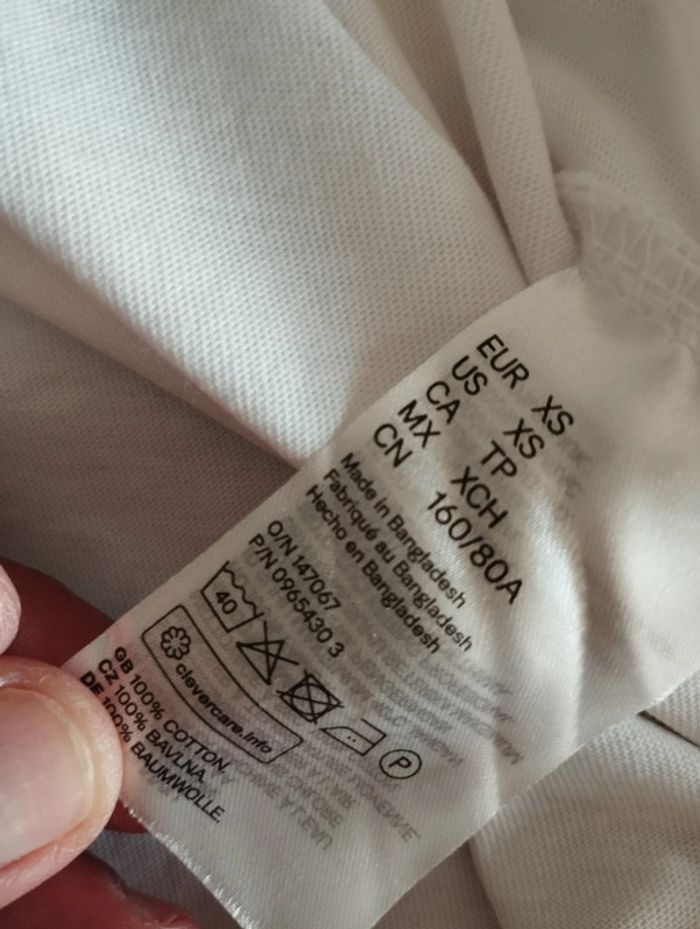 EUR XS
US XS
CA TP
MX XCH
CN 160/80A
Made in Bangladesh
Fabriqué au Bangladesh
Hecho en Bangladesh
O/N 147067
P/N 0965430 3
40
P
clevercare.info
GB 100% COTTON.
CZ 100% BAVLNA.
DE 100% BAUMWOLLE.